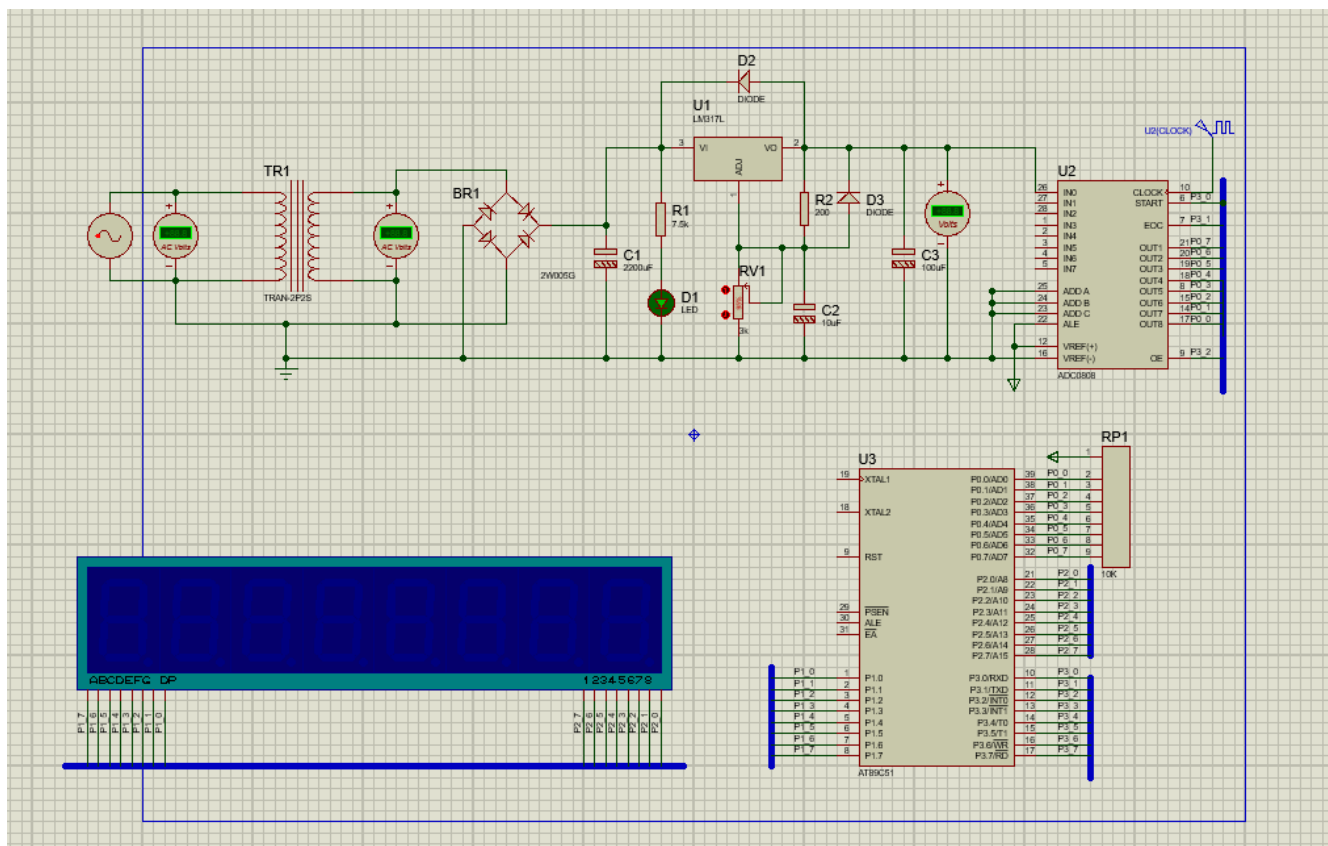 D2
DIODE
U1
LM317L
3
VI
VO
2
ADJ
1
U2(CLOCK)
TR1
TRAN-2P2S
AC Volts
AC Volts
BR1
2W005G
R1
7.5k
C1
2200uF
D1
LED
RV1
3k
R2
200
D3
DIODE
C2
10uF
C3
100uF
Volts
U2
26 IN0 CLOCK 10
27 IN1 START 6 P3_0
28 IN2
1 IN3 EOC 7 P3_1
2 IN4
3 IN5 OUT1 21 P0_7
4 IN6 OUT2 20 P0_6
5 IN7 OUT3 19 P0_5
OUT4 18 P0_4
25 ADD A OUT5 8 P0_3
24 ADD B OUT6 15 P0_2
23 ADD C OUT7 14 P0_1
22 ALE OUT8 17 P0_0
12 VREF(+)
16 VREF(-) OE 9 P3_2
ADC0808
RP1
1
2
3
4
5
6
7
8
9
10K
U3
19 XTAL1 P0.0/AD0 39 P0_0
P0.1/AD1 38 P0_1
P0.2/AD2 37 P0_2
18 XTAL2 P0.3/AD3 36 P0_3
P0.4/AD4 35 P0_4
P0.5/AD5 34 P0_5
P0.6/AD6 33 P0_6
9 RST P0.7/AD7 32 P0_7
P2.0/A8 21 P2_0
P2.1/A9 22 P2_1
P2.2/A10 23 P2_2
29 PSEN P2.3/A11 24 P2_3
30 ALE P2.4/A12 25 P2_4
31 EA P2.5/A13 26 P2_5
P2.6/A14 27 P2_6
P2.7/A15 28 P2_7
P1_0 1 P1.0 P3.0/RXD 10 P3_0
P1_1 2 P1.1 P3.1/TXD 11 P3_1
P1_2 3 P1.2 P3.2/INT0 12 P3_2
P1_3 4 P1.3 P3.3/INT1 13 P3_3
P1_4 5 P1.4 P3.4/T0 14 P3_4
P1_5 6 P1.5 P3.5/T1 15 P3_5
P1_6 7 P1.6 P3.6/WR 16 P3_6
P1_7 8 P1.7 P3.7/RD 17 P3_7
AT89C51
ABCDEFG DP
12345678
P1_7
P1_6
P1_5
P1_4
P1_3
P1_2
P1_1
P1_0
P2_7
P2_6
P2_5
P2_4
P2_3
P2_2
P2_1
P2_0